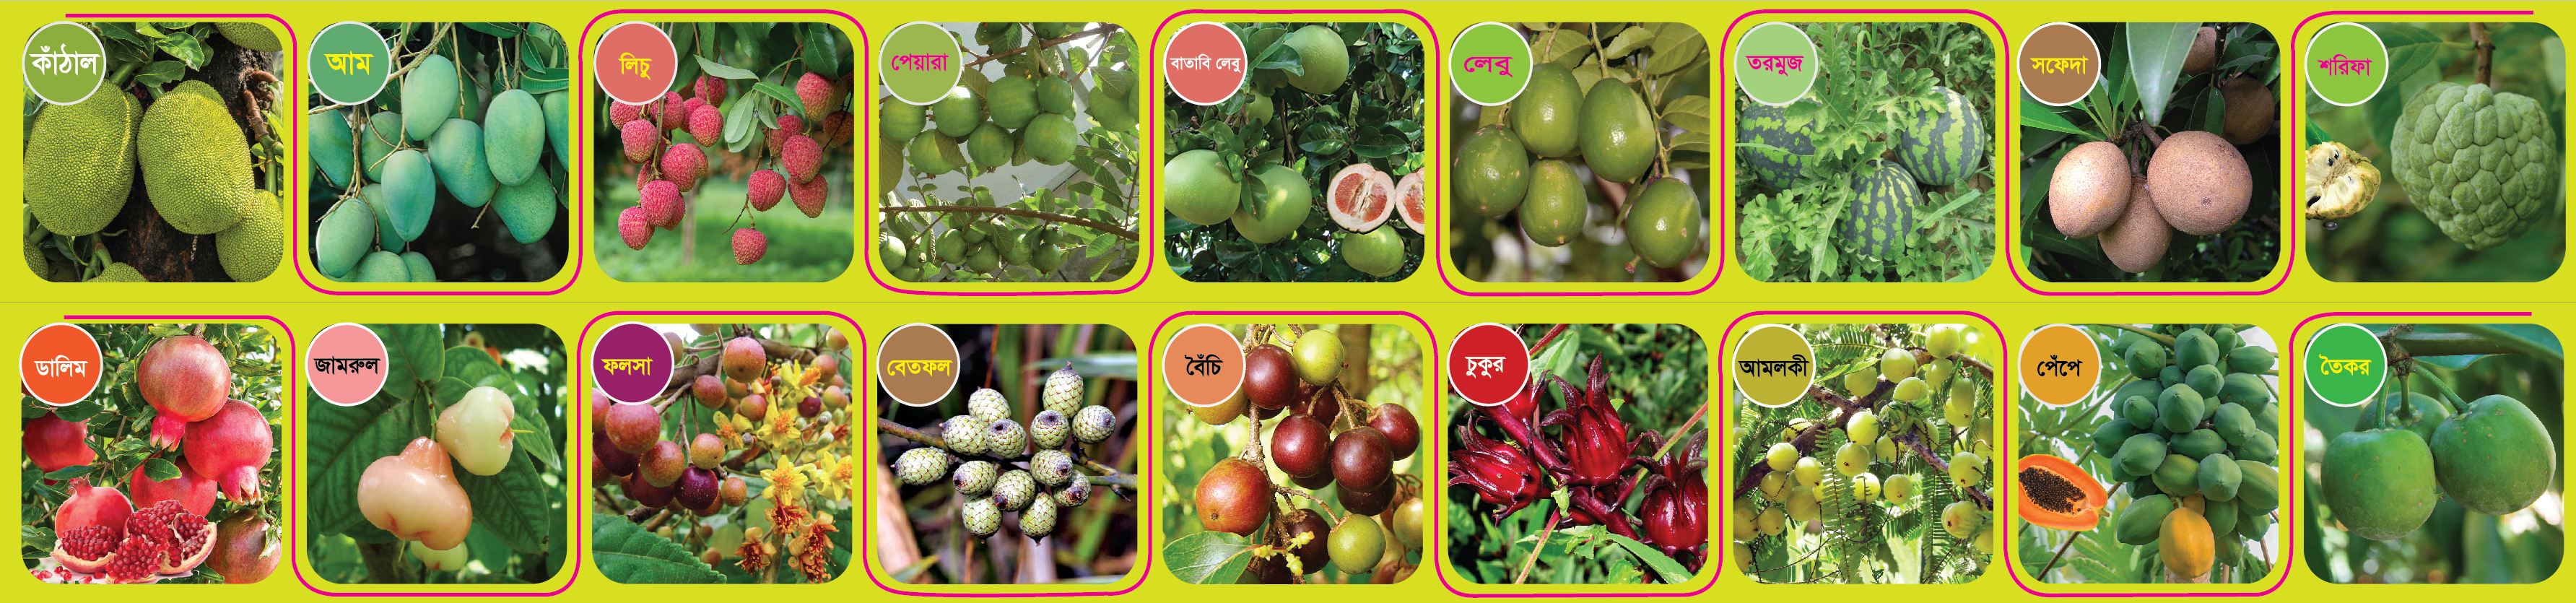 কাঁঠাল
আম
লিচু
পেয়ারা
বাতাবি লেবু
লেবু
তরমুজ
সফেদা
শরিফা
ডালিম
জামরুল
ফলসা
বেতফল
বৈঁচি
চুকুর
আমলকী
পেঁপে
তৈকর